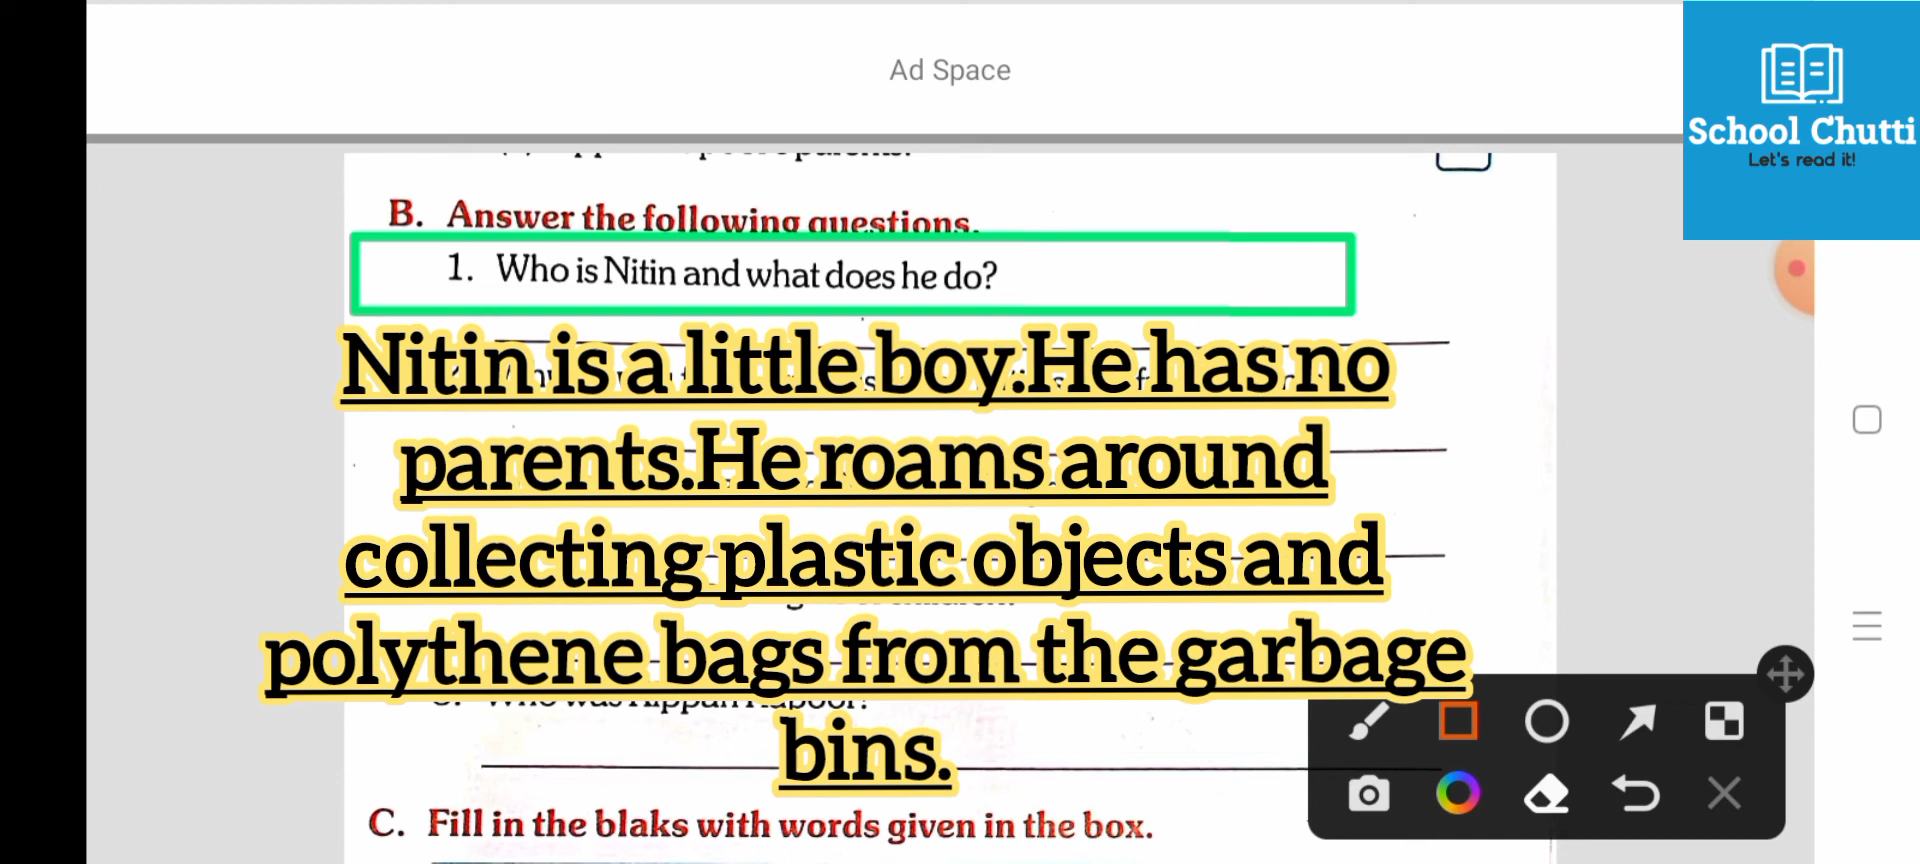 Ad Space
School Chutti
Let's read it!
B. Answer the following questions.
1. Who is Nitin and what does he do?
Nitin is a little boy.He has no
parents.He roams around
collecting plastic objects and
polythene bags from the garbage
bins.
C. Fill in the blaks with words given in the box.